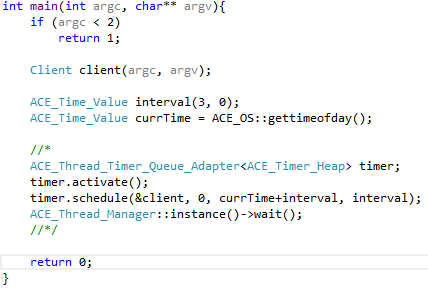 int main(int argc, char** argv){
if (argc < 2)
return 1;
Client client(argc, argv);
ACE_Time_Value interval(3, 0);
ACE_Time_Value currTime = ACE_OS::gettimeofday();
//*
ACE_Thread_Timer_Queue_Adapter<ACE_Timer_Heap> timer;
timer.activate();
timer.schedule(&client, 0, currTime+interval, interval);
ACE_Thread_Manager::instance()->wait();
//*/
return 0;
}